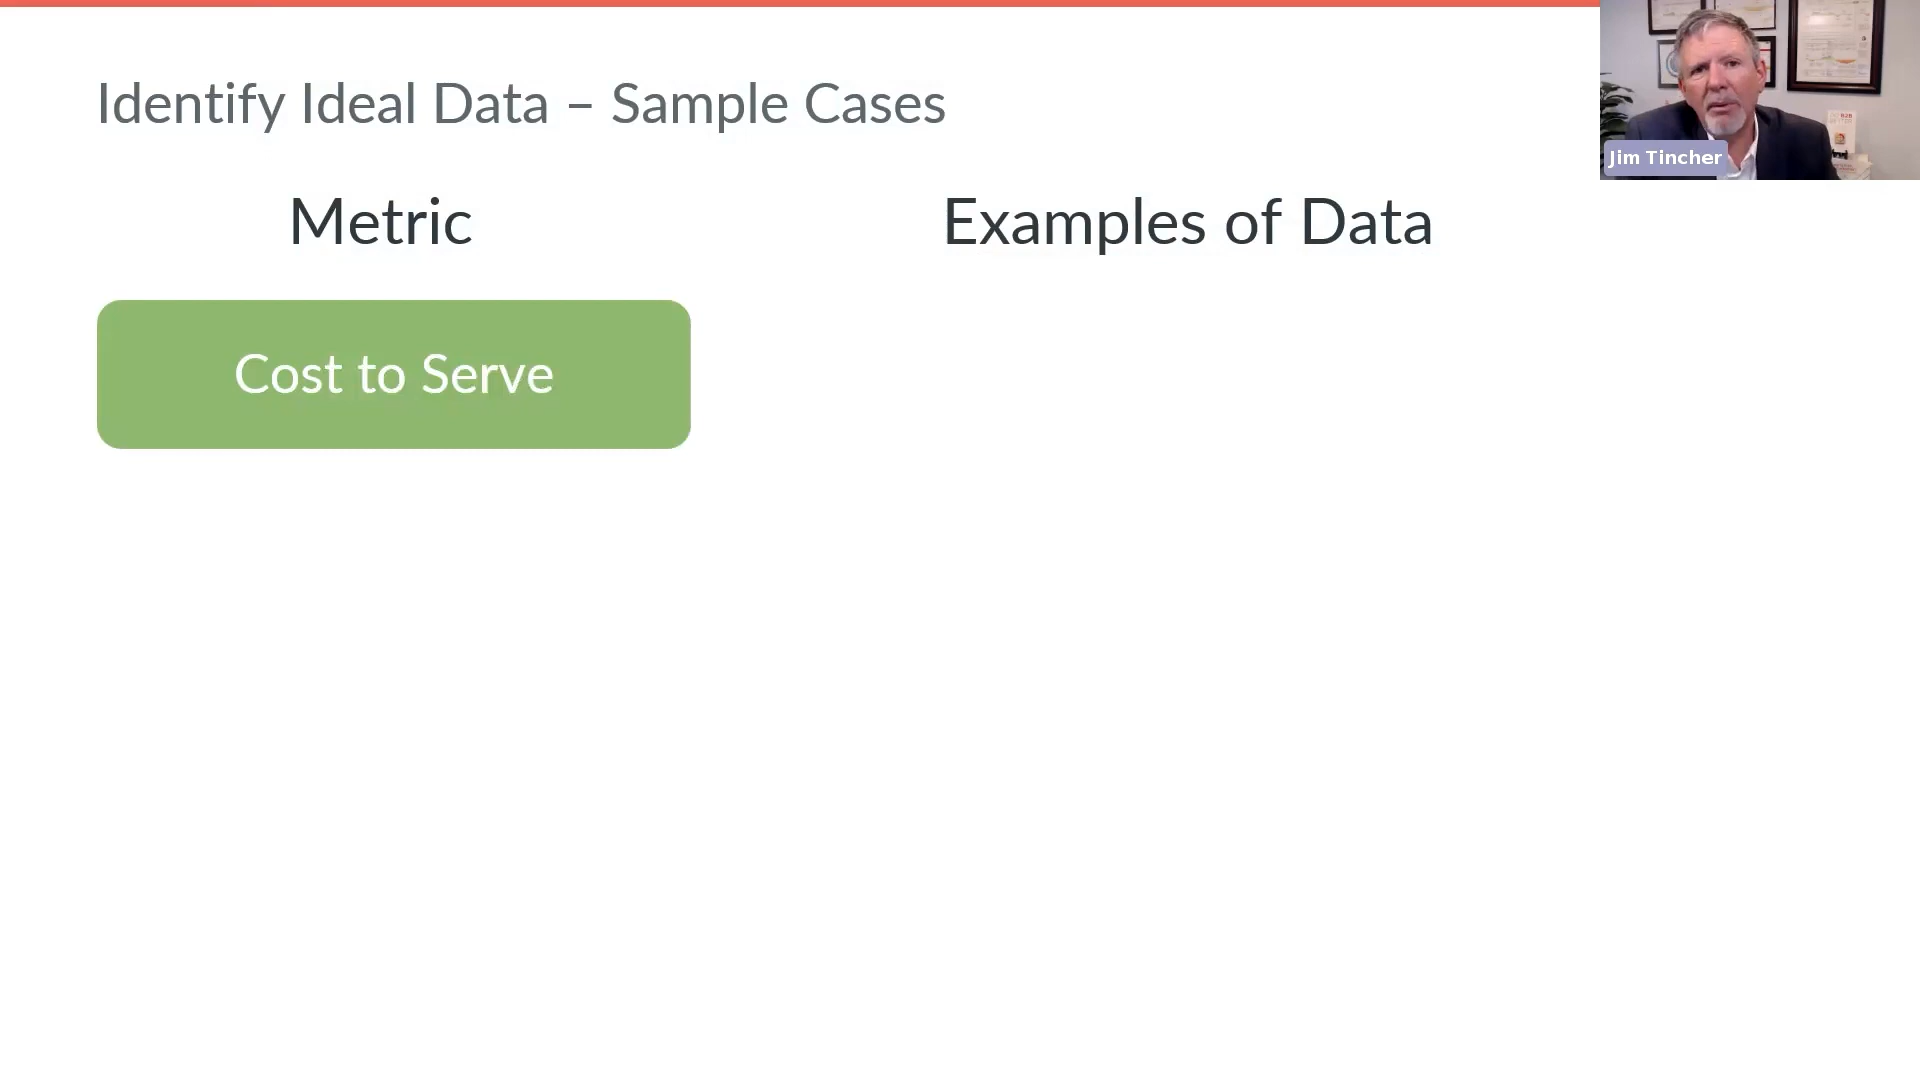 Identify Ideal Data – Sample Cases
Metric
Examples of Data
Cost to Serve
Jim Tincher